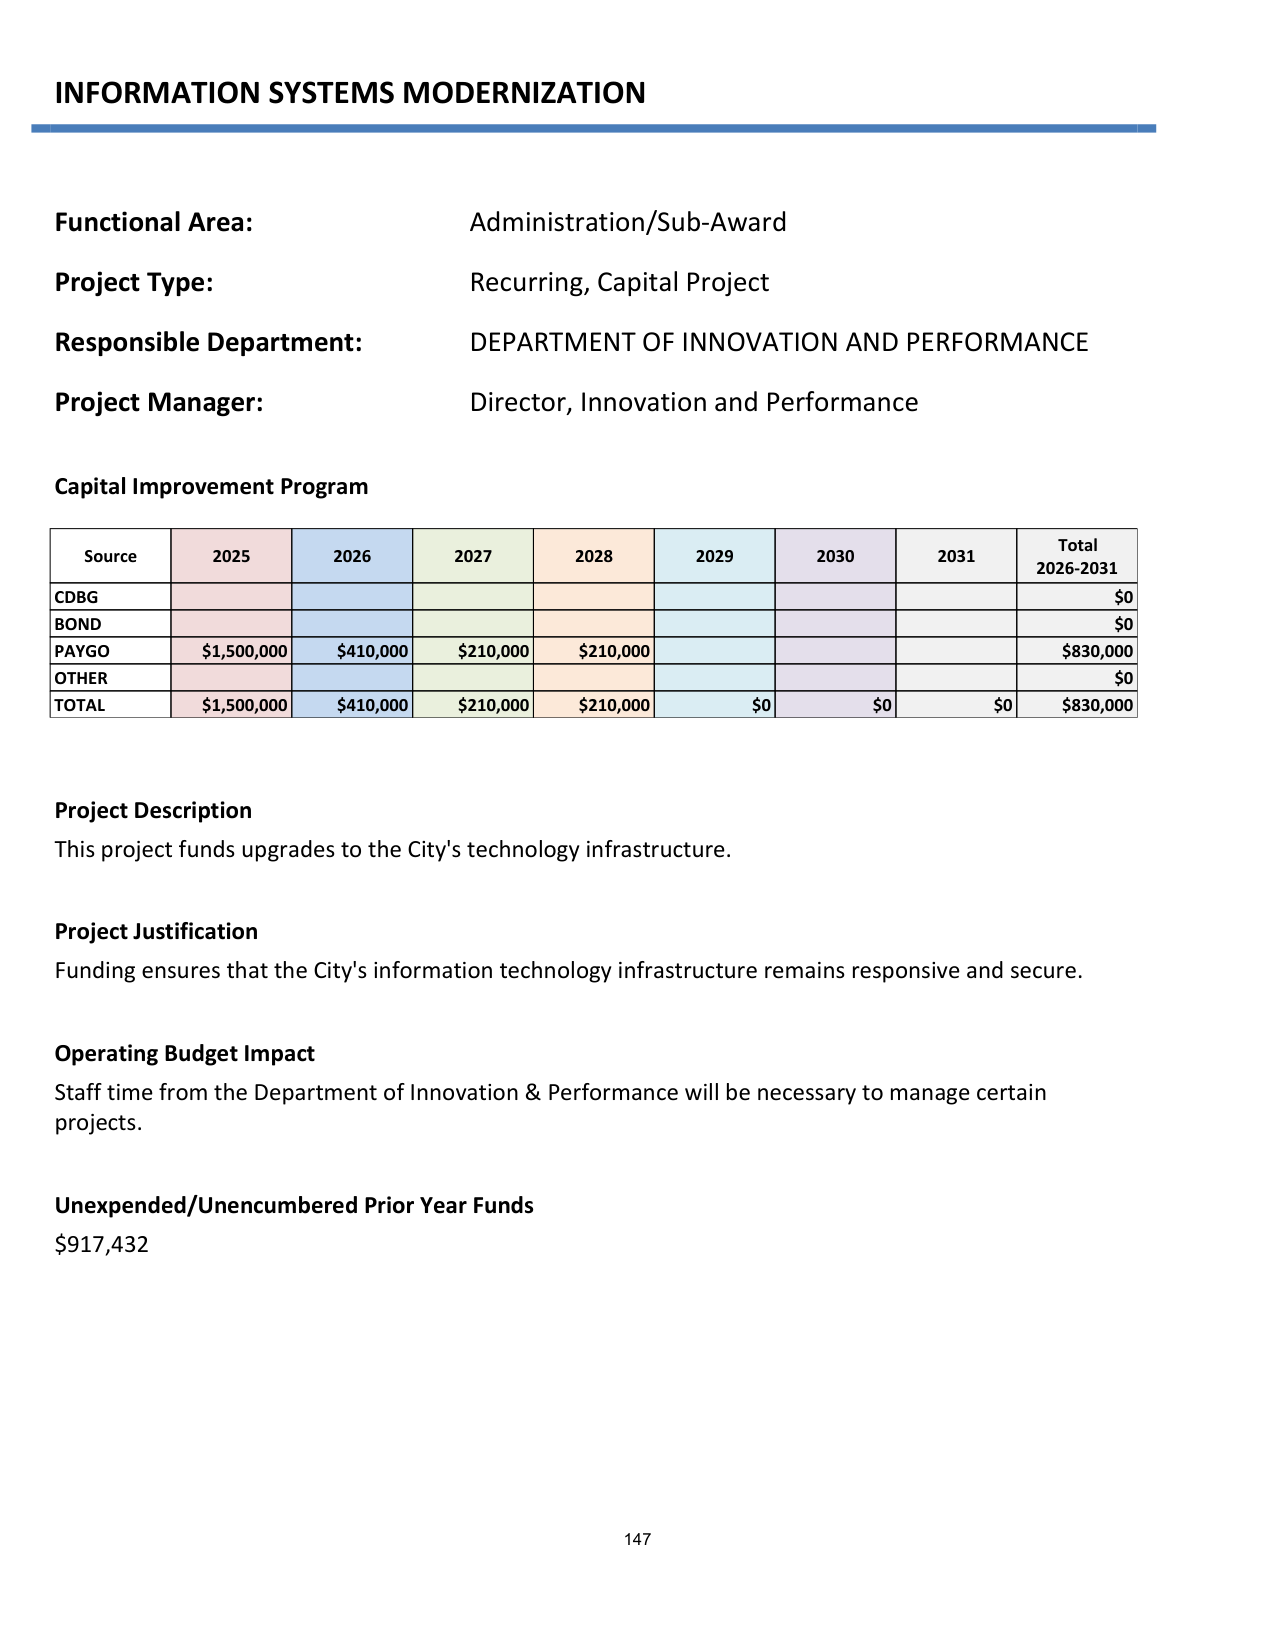 INFORMATION SYSTEMS MODERNIZATION
Functional Area: Administration/Sub-Award
Project Type: Recurring, Capital Project
Responsible Department: DEPARTMENT OF INNOVATION AND PERFORMANCE
Project Manager: Director, Innovation and Performance
Capital Improvement Program
Source 2025 2026 2027 2028 2029 2030 2031 Total 2026-2031
CDBG $0
BOND $0
PAYGO $1,500,000 $410,000 $210,000 $210,000 $830,000
OTHER $0
TOTAL $1,500,000 $410,000 $210,000 $210,000 $0 $0 $0 $830,000
Project Description
This project funds upgrades to the City's technology infrastructure.
Project Justification
Funding ensures that the City's information technology infrastructure remains responsive and secure.
Operating Budget Impact
Staff time from the Department of Innovation & Performance will be necessary to manage certain
projects.
Unexpended/Unencumbered Prior Year Funds
$917,432
147